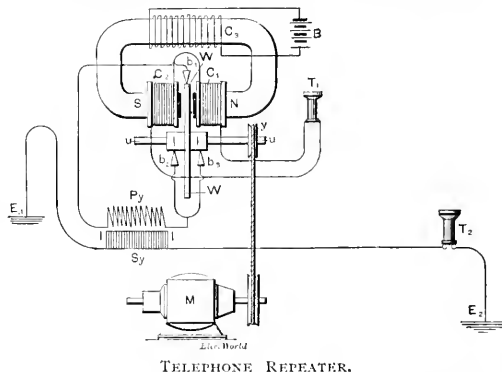 C3
B
b1
W
C2
C1
S
N
T1
y
u
u
b2
b3
W
E1
Py
Sy
T2
M
E2
Elec. World
TELEPHONE REPEATER.